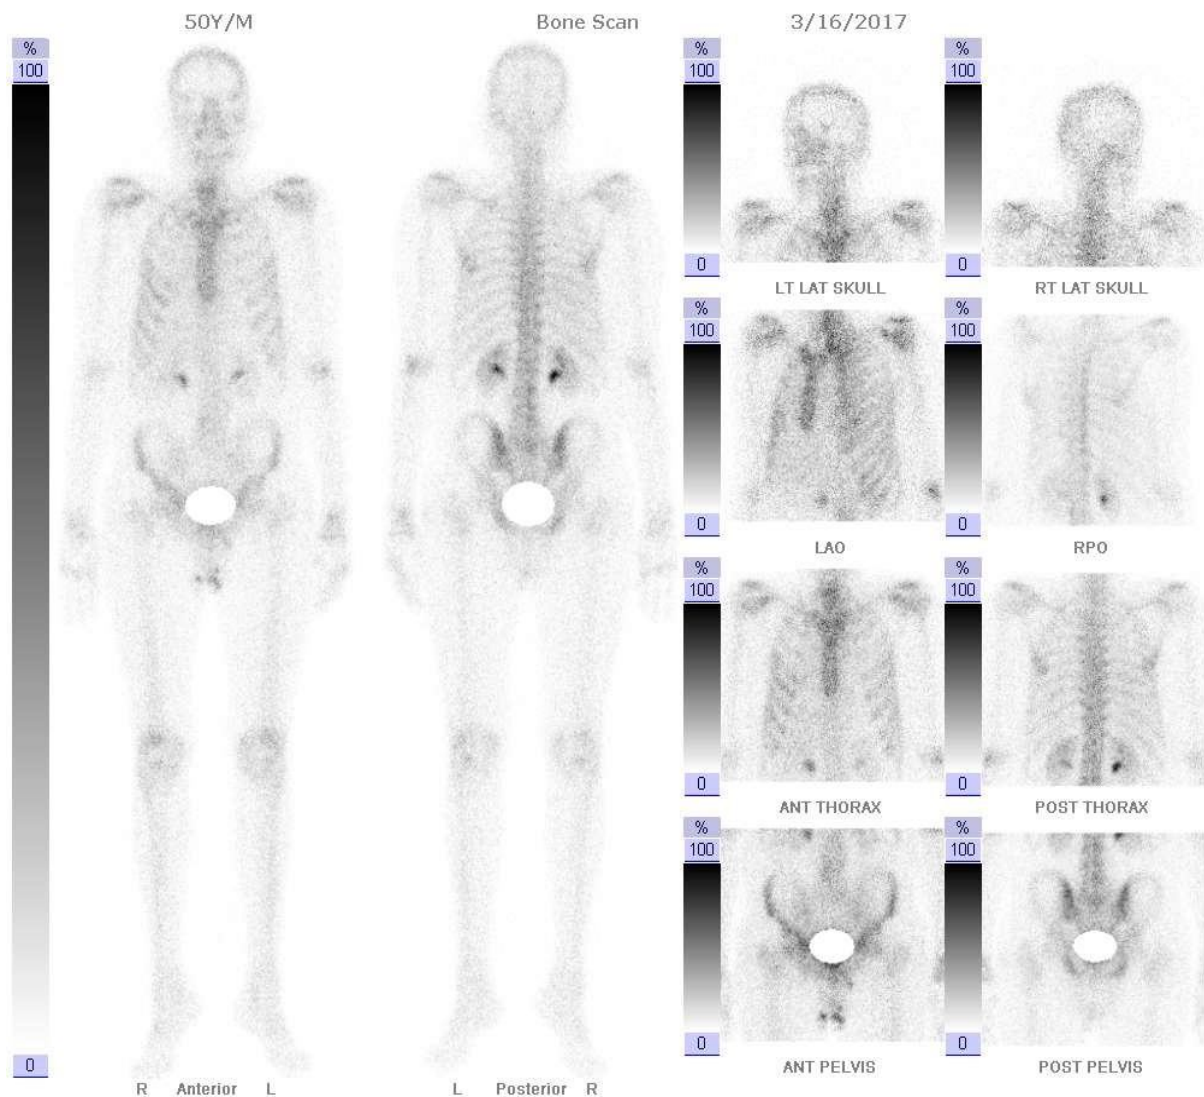 50Y/M Bone Scan 3/16/2017
%
100
0
R Anterior L
L Posterior R
%
100
0
LT LAT SKULL
%
100
0
RT LAT SKULL
%
100
0
LAO
%
100
0
RPO
%
100
0
ANT THORAX
%
100
0
POST THORAX
%
100
0
ANT PELVIS
%
100
0
POST PELVIS